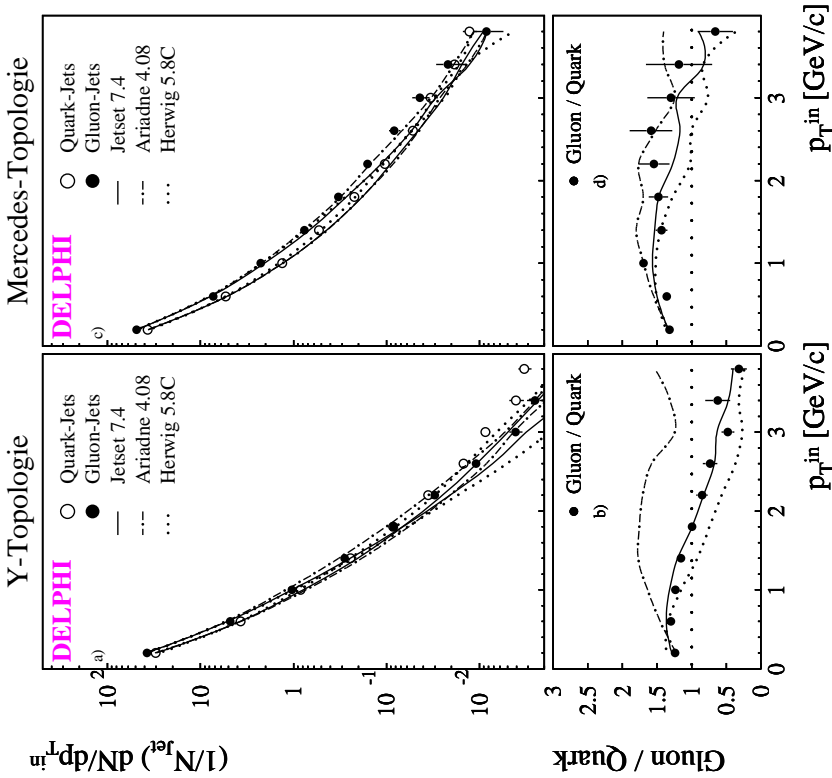 Y-Topologie
Mercedes-Topologie
(1/N_Jet) dN/dp_T^in
10^2
10
1
10^-1
10^-2
DELPHI
a)
Quark-Jets
Gluon-Jets
Jetset 7.4
Ariadne 4.08
Herwig 5.8C
DELPHI
c)
Quark-Jets
Gluon-Jets
Jetset 7.4
Ariadne 4.08
Herwig 5.8C
Gluon / Quark
3
2.5
2
1.5
1
0.5
0
b)
Gluon / Quark
d)
Gluon / Quark
0 1 2 3
p_T^in [GeV/c]
0 1 2 3
p_T^in [GeV/c]